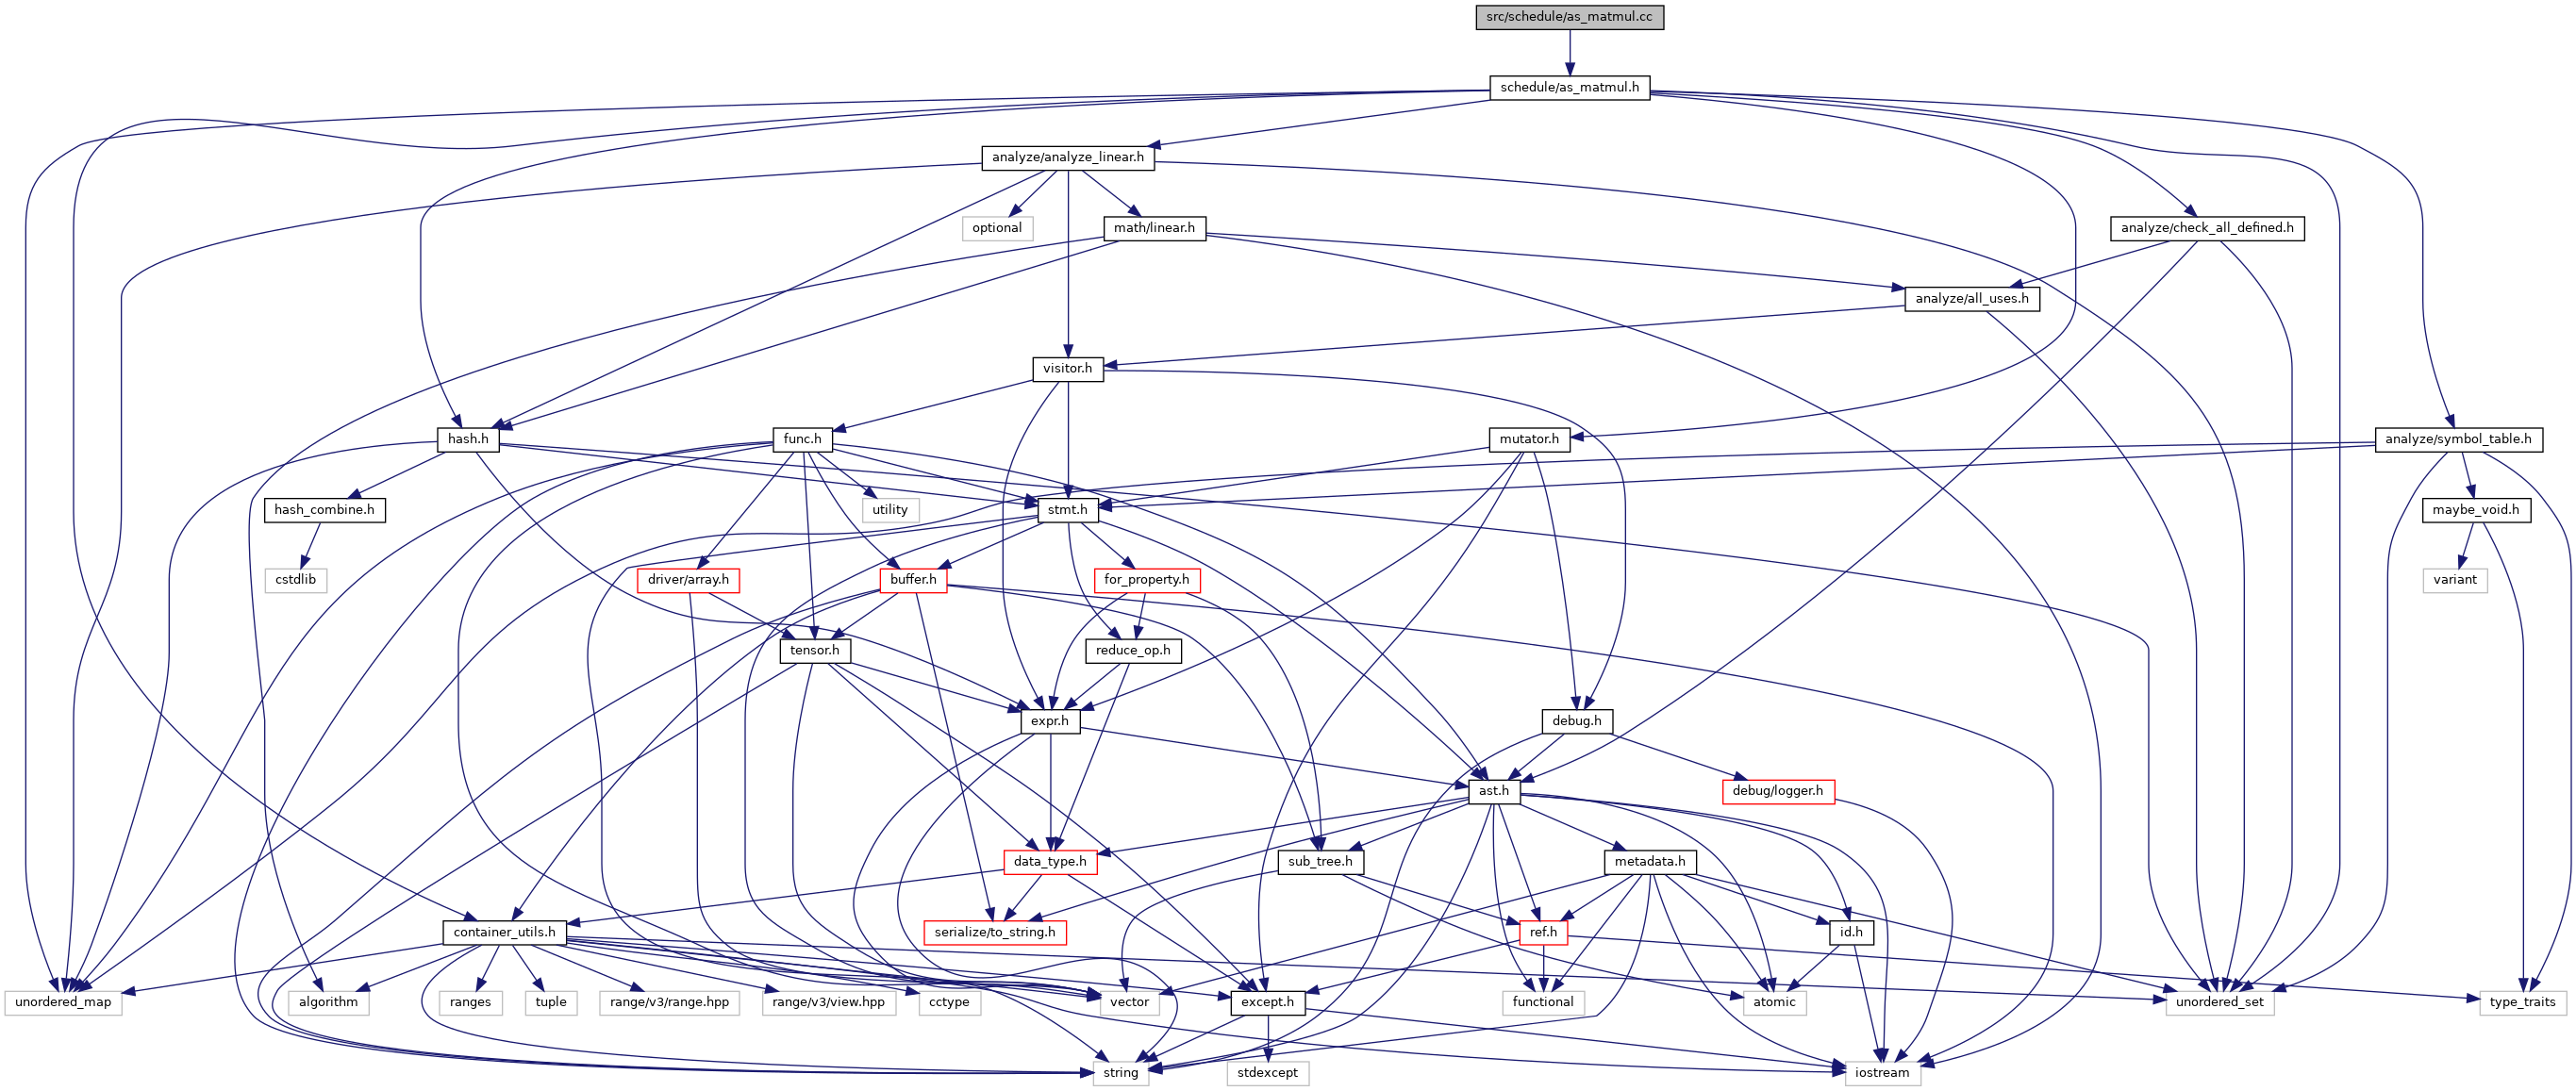 src/schedule/as_matmul.cc
schedule/as_matmul.h
analyze/analyze_linear.h
optional
math/linear.h
analyze/check_all_defined.h
analyze/all_uses.h
visitor.h
hash.h
func.h
mutator.h
analyze/symbol_table.h
hash_combine.h
utility
stmt.h
maybe_void.h
cstdlib
driver/array.h
buffer.h
for_property.h
variant
tensor.h
reduce_op.h
expr.h
debug.h
ast.h
debug/logger.h
data_type.h
sub_tree.h
metadata.h
container_utils.h
serialize/to_string.h
ref.h
id.h
unordered_map
algorithm
ranges
tuple
range/v3/range.hpp
range/v3/view.hpp
cctype
vector
except.h
functional
atomic
unordered_set
type_traits
string
stdexcept
iostream